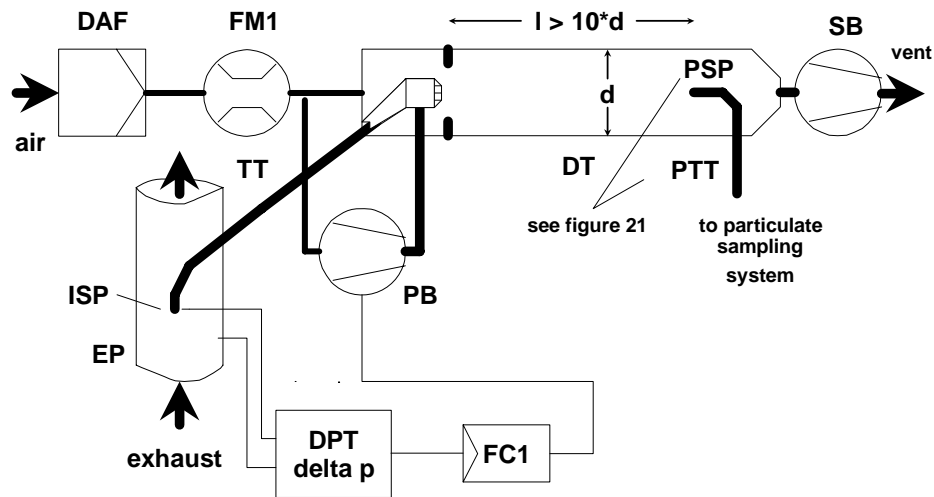 DAF
FM1
l > 10*d
SB
vent
PSP
d
air
TT
DT
PTT
see figure 21
to particulate
sampling
system
ISP
PB
EP
DPT
delta p
FC1
exhaust